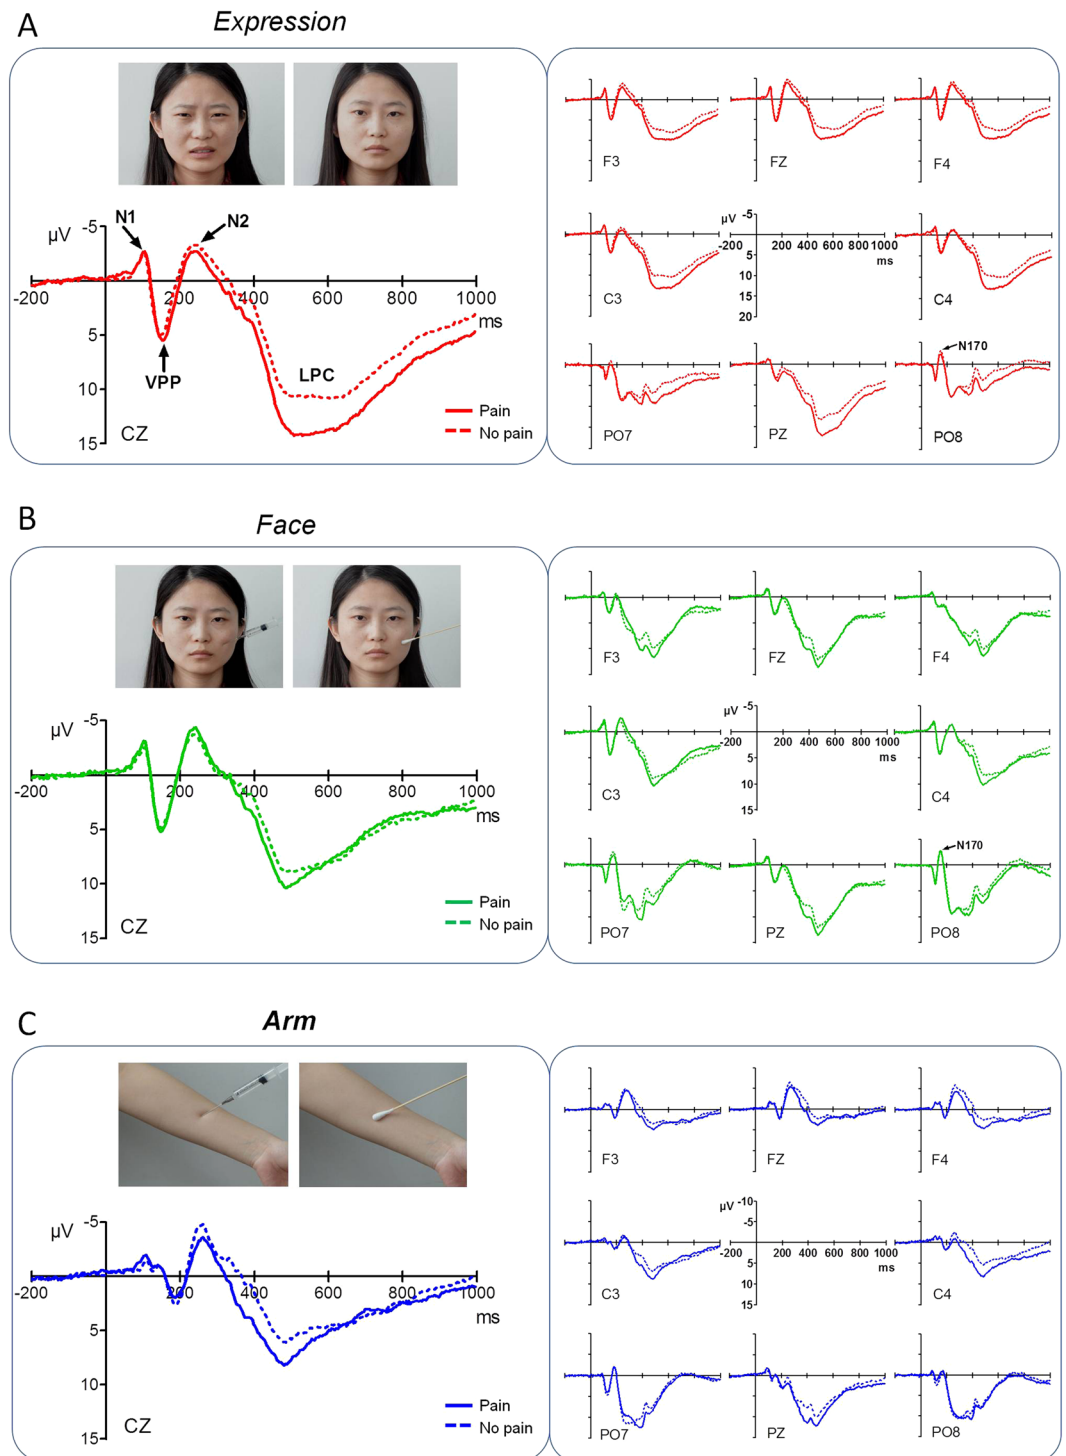 A
Expression
N1
N2
-5
µV
-200
200
400
600
800
1000
ms
5
VPP
LPC
10
15
CZ
Pain
No pain
F3
FZ
F4
µV -5
-200
200 400 600 800 1000
ms
5
10
15
20
C3
C4
N170
PO7
PZ
PO8
B
Face
-5
µV
-200
200
400
600
800
1000
ms
5
10
15
CZ
Pain
No pain
F3
FZ
F4
µV -5
-200
200 400 600 800 1000
ms
5
10
15
C3
C4
N170
PO7
PZ
PO8
C
Arm
-5
µV
-200
200
400
600
800
1000
ms
5
10
15
CZ
Pain
No pain
F3
FZ
F4
µV -10
-5
-200
200 400 600 800 1000
ms
5
10
15
C3
C4
PO7
PZ
PO8